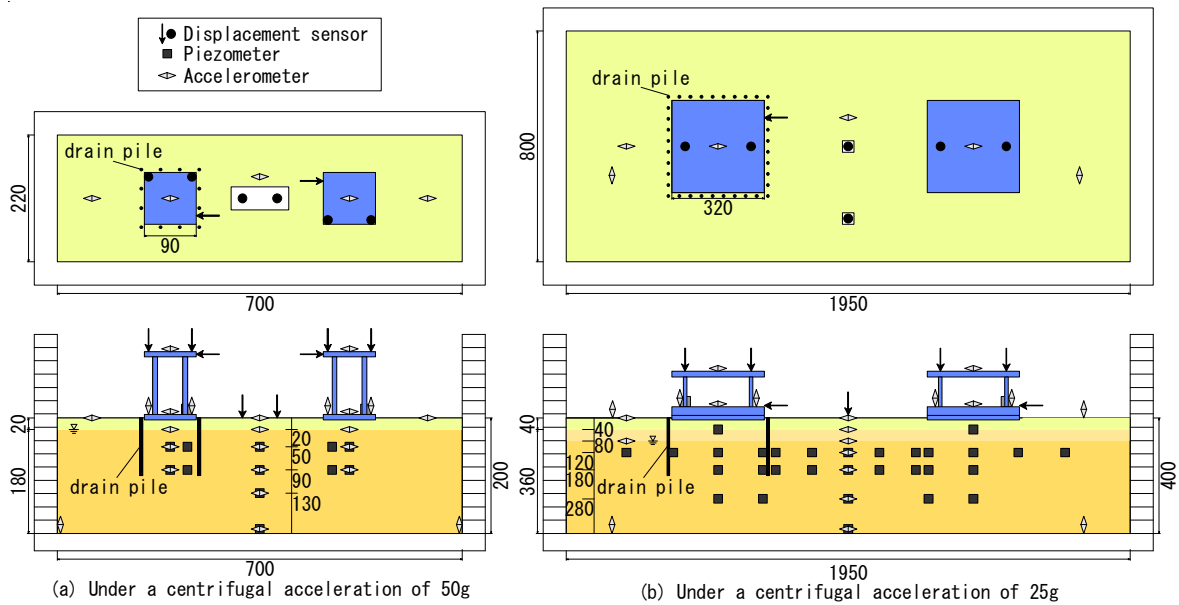 Displacement sensor
Piezometer
Accelerometer
drain pile
220
90
700
drain pile
800
320
1950
20
180
drain pile
20
50
90
130
200
700
(a) Under a centrifugal acceleration of 50g
40
360
40
80
120
180
280
drain pile
400
1950
(b) Under a centrifugal acceleration of 25g